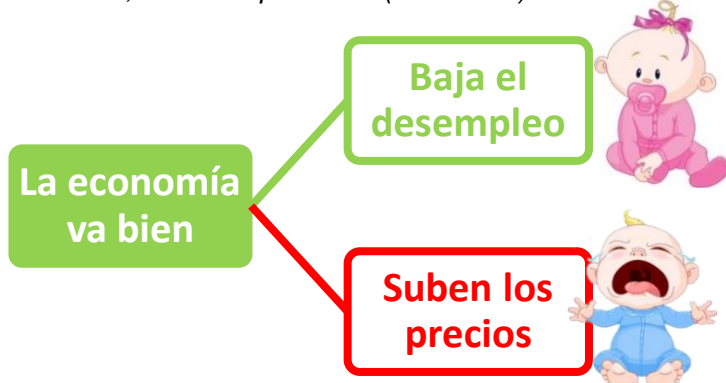 La economía
va bien
Baja el
desempleo
Suben los
precios